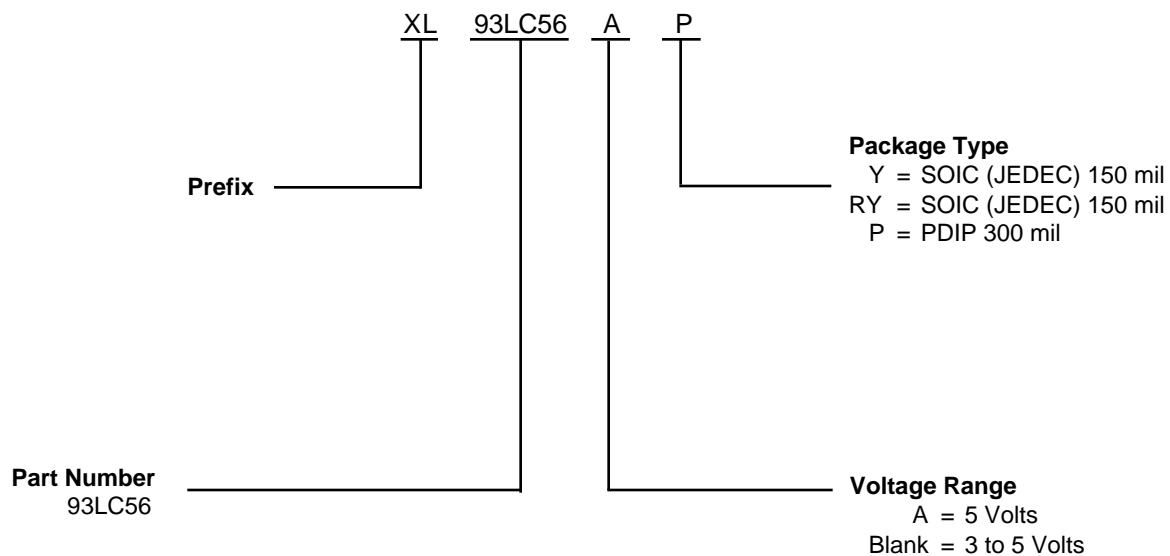 XL 93LC56 A P
Prefix
Package Type
Y = SOIC (JEDEC) 150 mil
RY = SOIC (JEDEC) 150 mil
P = PDIP 300 mil
Part Number
93LC56
Voltage Range
A = 5 Volts
Blank = 3 to 5 Volts